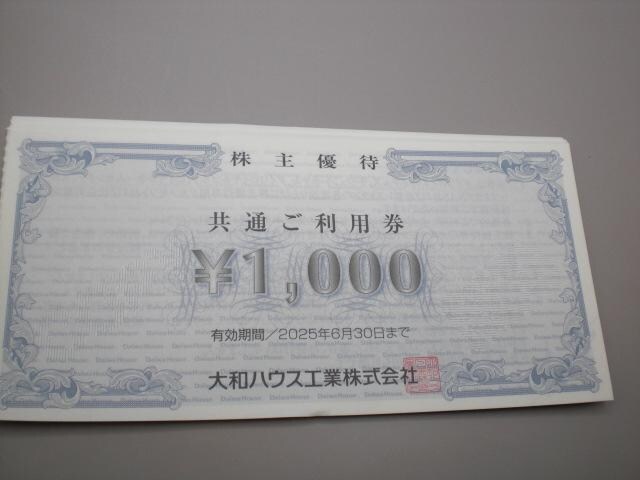 株主優待
共通ご利用券
¥1,000
有効期間/2025年6月30日まで
大和ハウス工業株式会社